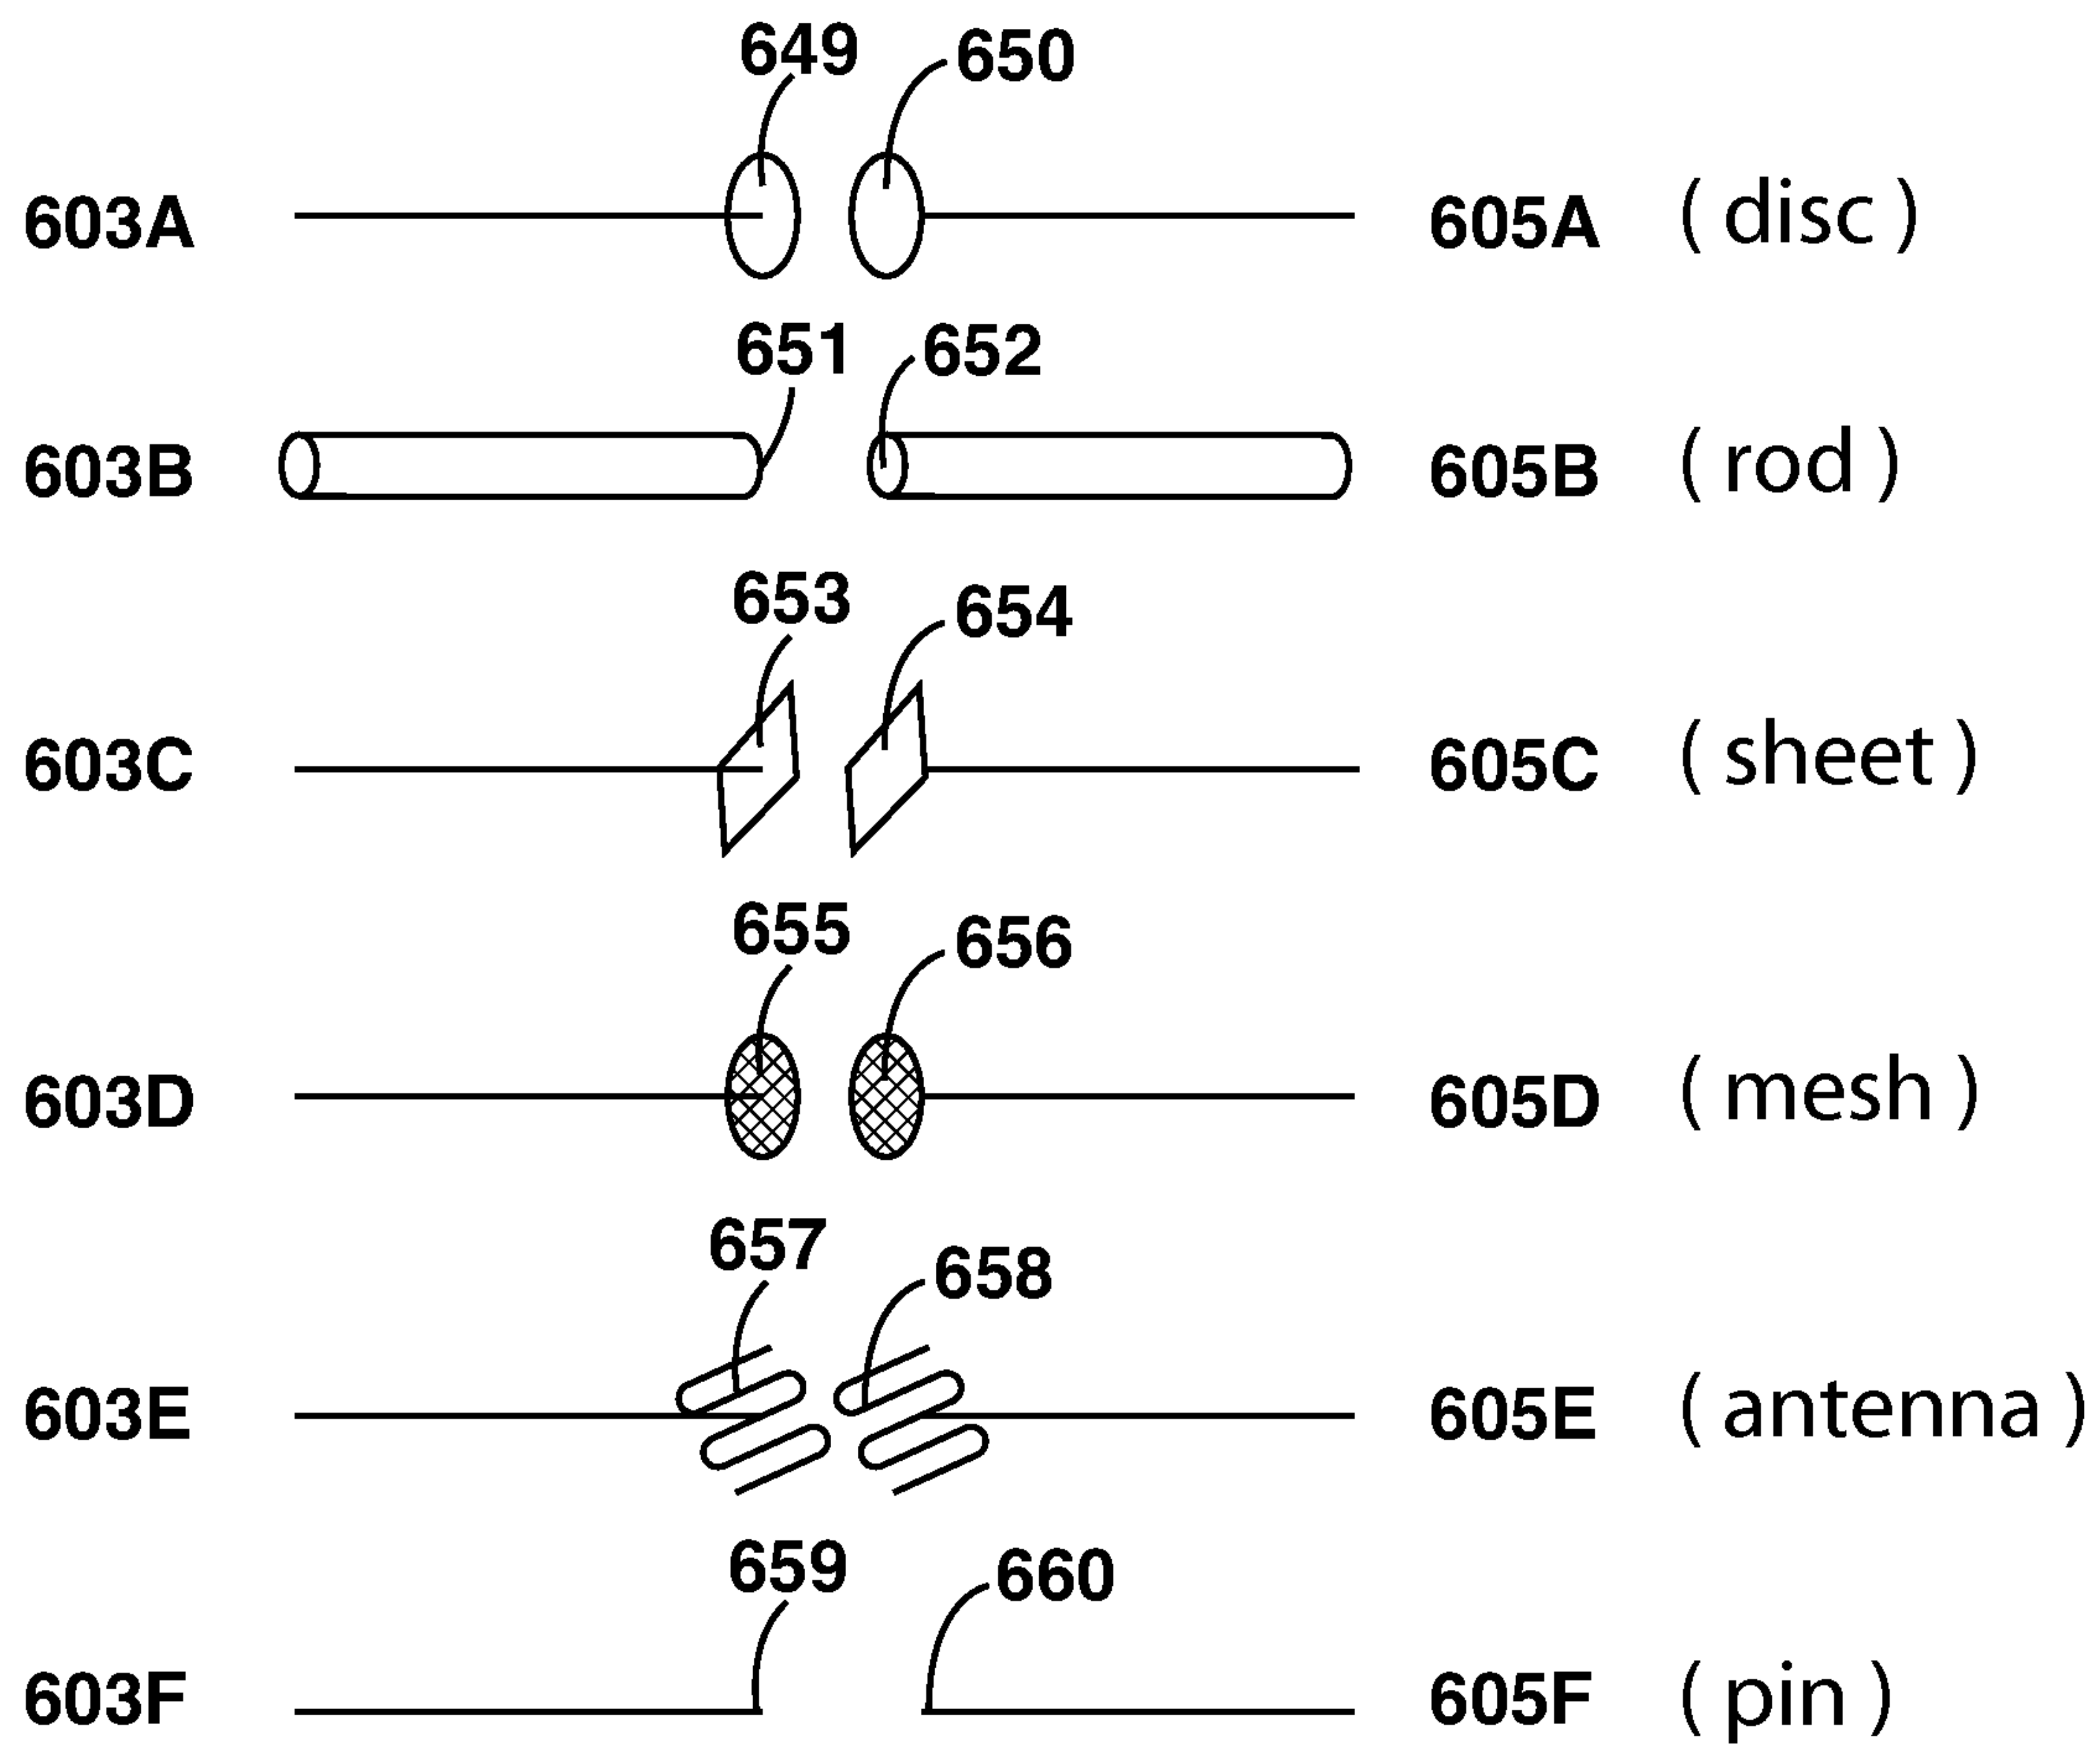 649 650
603A 605A ( disc )
651 652
603B 605B ( rod )
653 654
603C 605C ( sheet )
655 656
603D 605D ( mesh )
657 658
603E 605E ( antenna )
659 660
603F 605F ( pin )